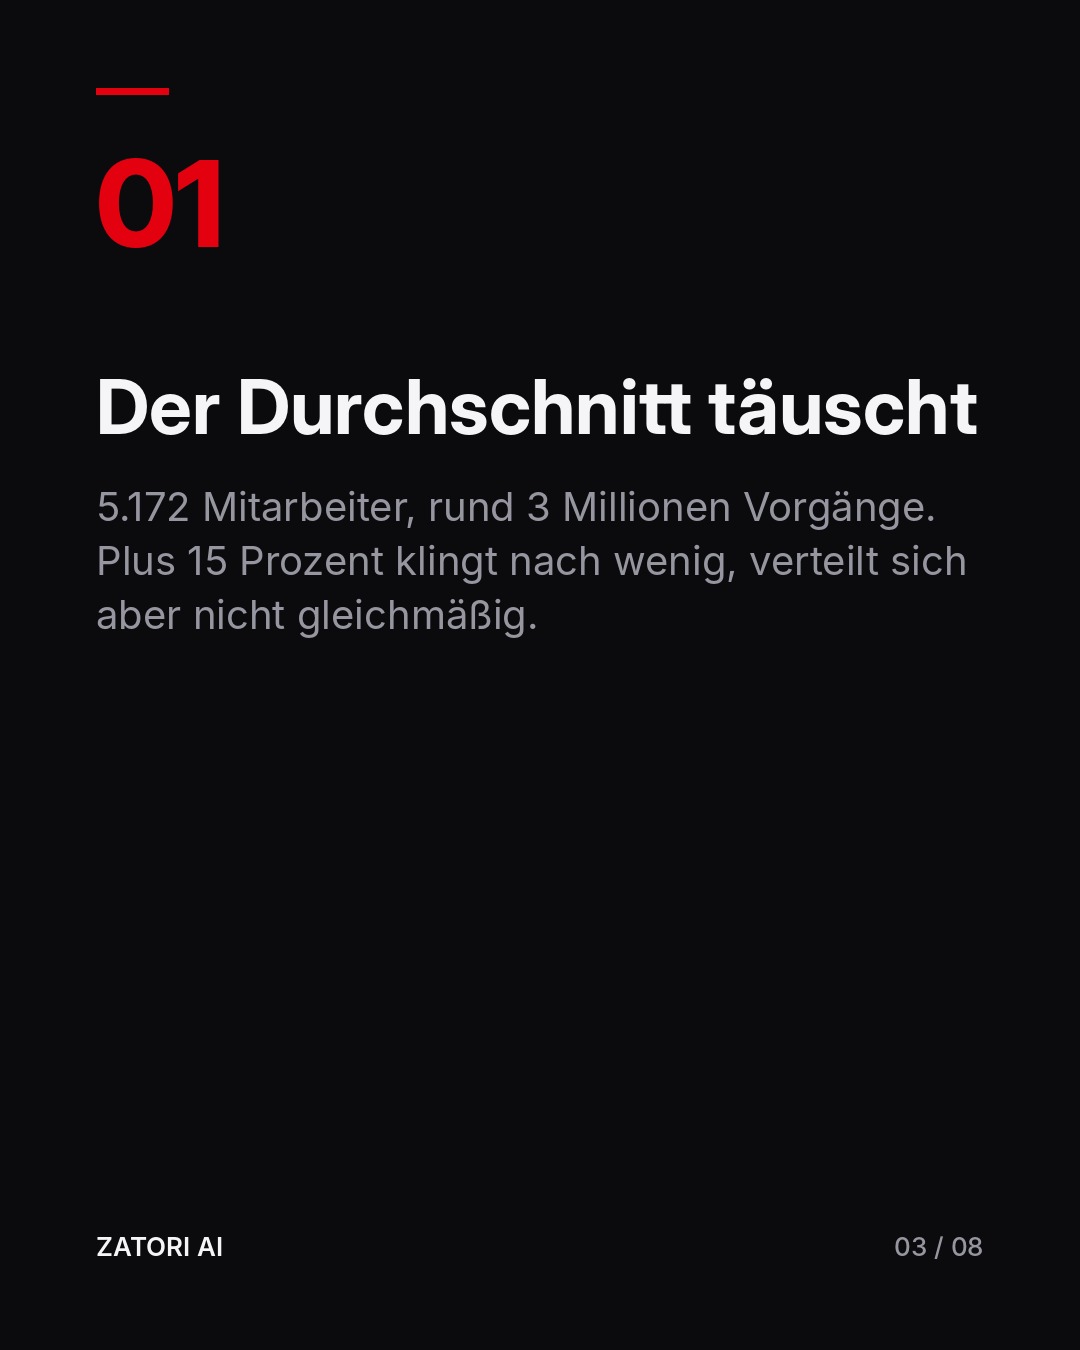 01
Der Durchschnitt täuscht
5.172 Mitarbeiter, rund 3 Millionen Vorgänge.
Plus 15 Prozent klingt nach wenig, verteilt sich
aber nicht gleichmäßig.
ZATORI AI
03 / 08